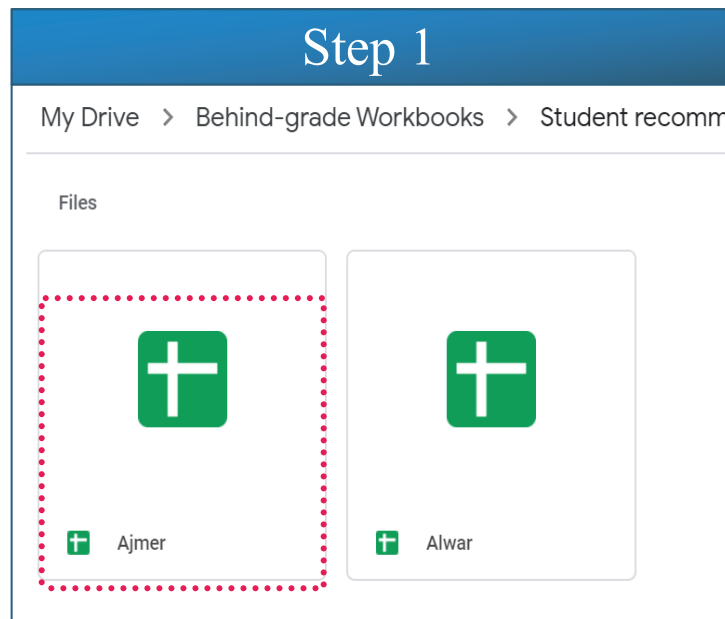 Step 1
My Drive > Behind-grade Workbooks > Student recomm
Files
Ajmer
Alwar